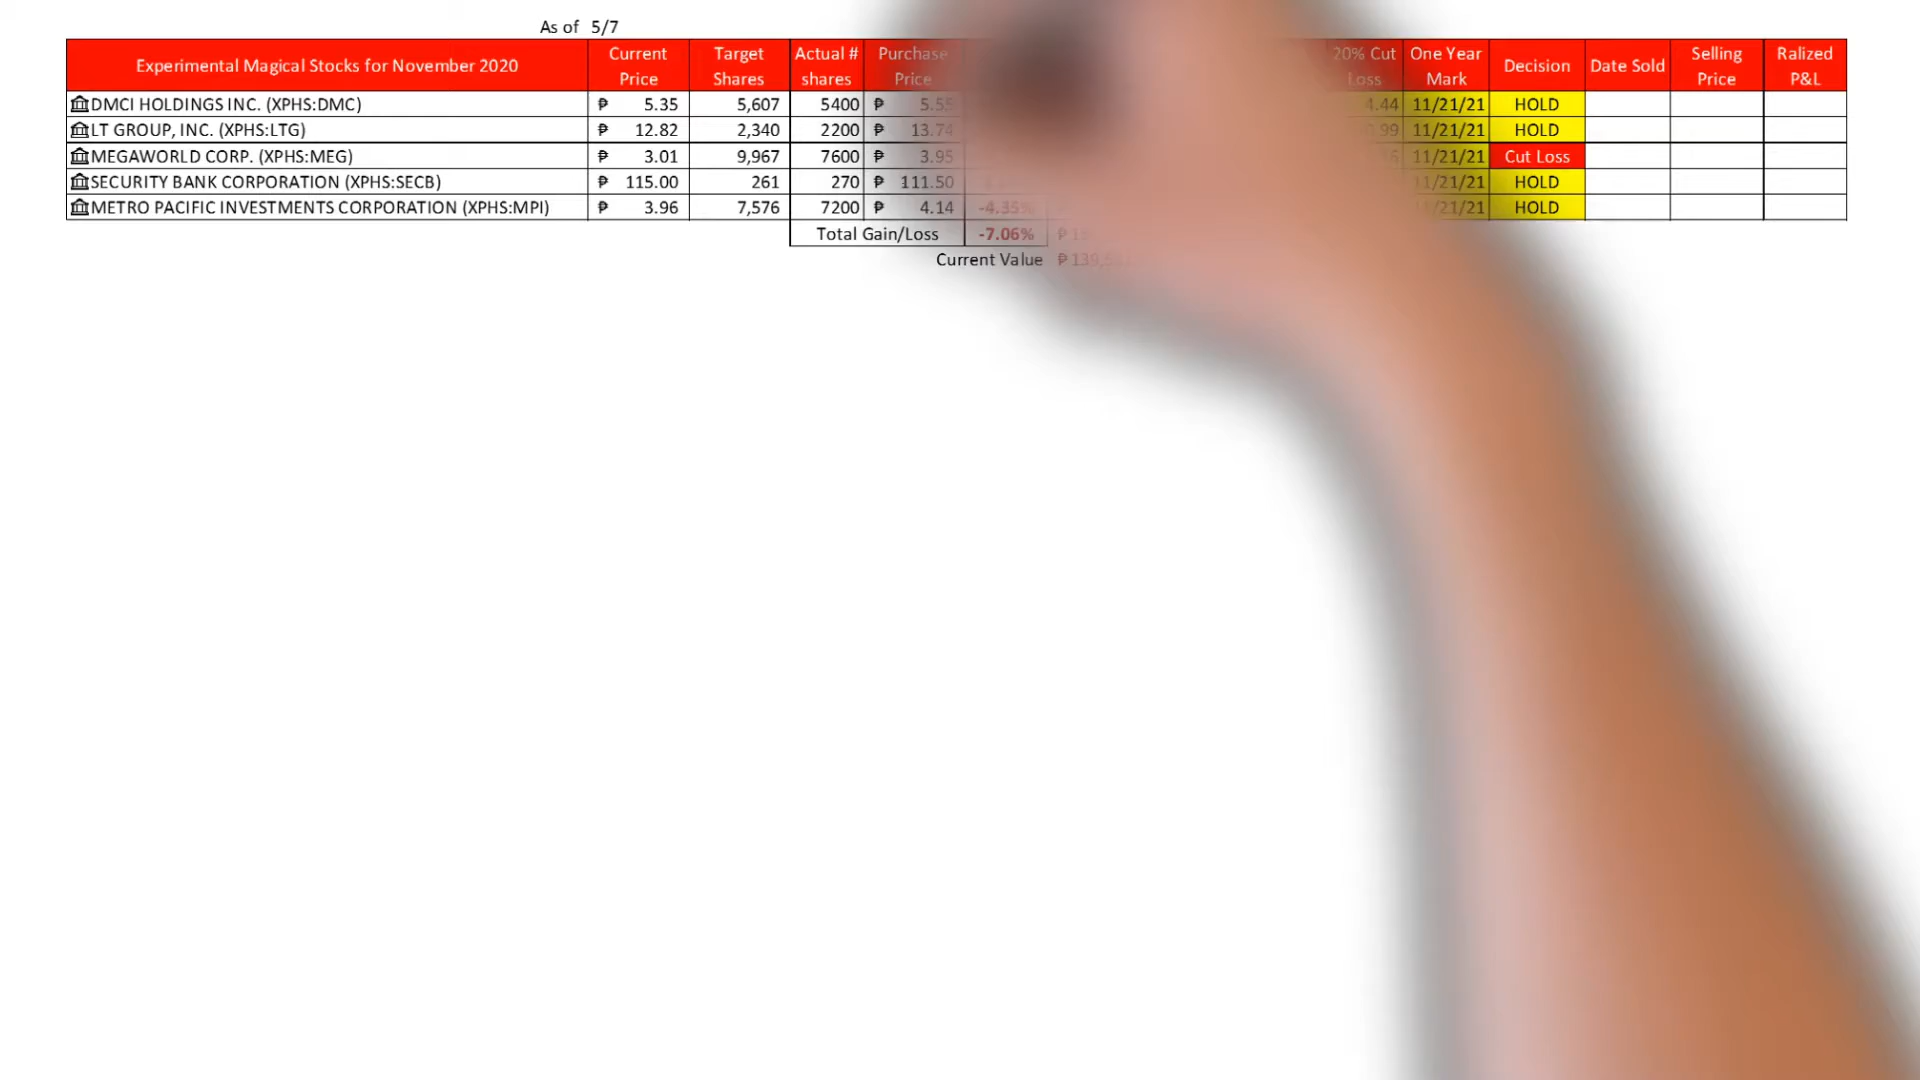 As of 5/7
Experimental Magical Stocks for November 2020 Current Price Target Shares Actual # shares Purchase Price 20% Cut Loss One Year Mark Decision Date Sold Selling Price Ralized P&L
DMCI HOLDINGS INC. (XPHS:DMC) ₱ 5.35 5,607 5400 ₱ 5.55 4.44 11/21/21 HOLD
LT GROUP, INC. (XPHS:LTG) ₱ 12.82 2,340 2200 ₱ 13.74 11/21/21 HOLD
MEGAWORLD CORP. (XPHS:MEG) ₱ 3.01 9,967 7600 ₱ 3.95 11/21/21 Cut Loss
SECURITY BANK CORPORATION (XPHS:SECB) ₱ 115.00 261 270 ₱ 111.50 11/21/21 HOLD
METRO PACIFIC INVESTMENTS CORPORATION (XPHS:MPI) ₱ 3.96 7,576 7200 ₱ 4.14 -4.35% 11/21/21 HOLD
Total Gain/Loss -7.06% ₱
Current Value ₱